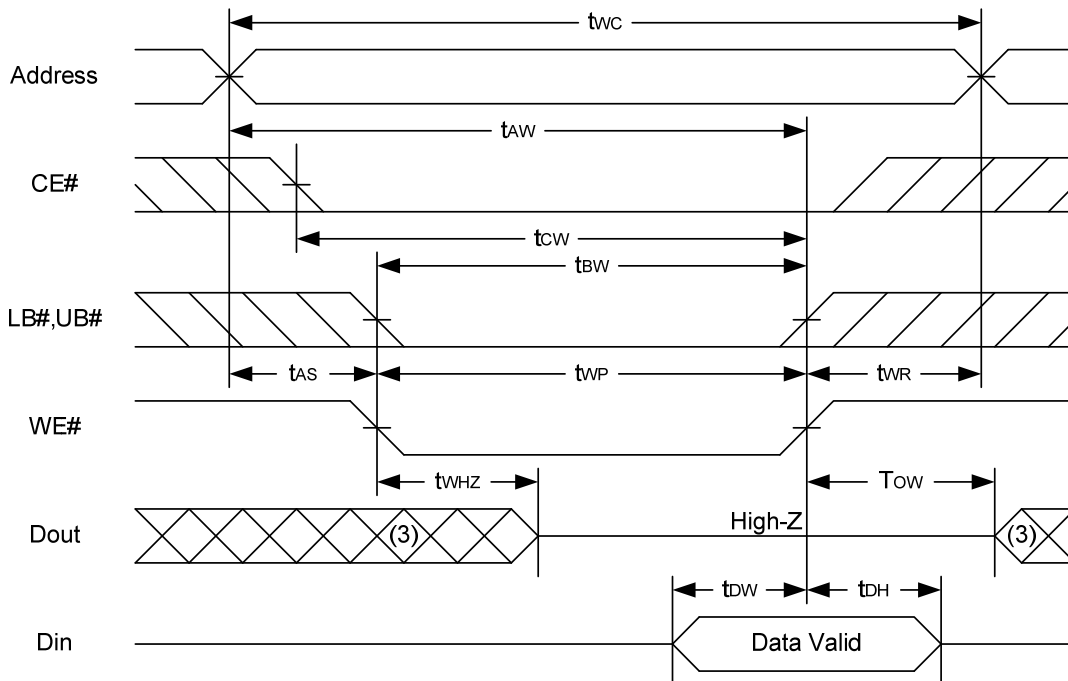 tWC
Address
tAW
CE#
tCW
tBW
LB#,UB#
tAS
tWP
tWR
WE#
tWHZ
TOW
Dout
(3)
High-Z
(3)
tDW
tDH
Din
Data Valid